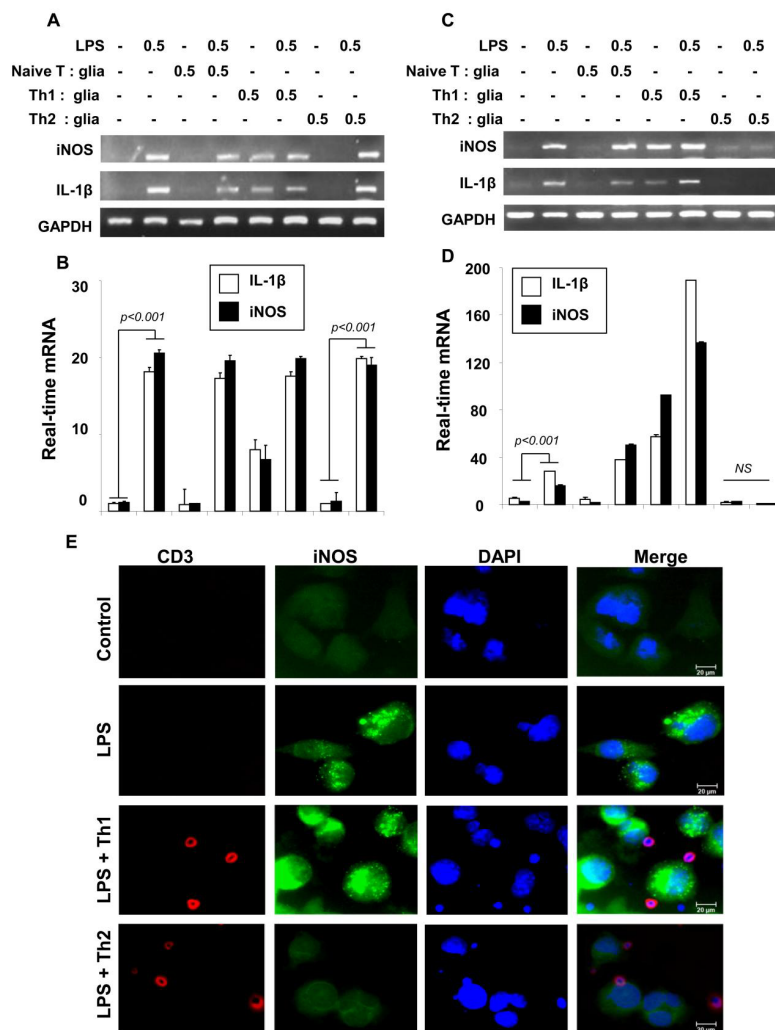 A
LPS - 0.5 - 0.5 - 0.5 - 0.5
Naive T : glia - - 0.5 0.5 - - - -
Th1 : glia - - - - 0.5 0.5 - -
Th2 : glia - - - - - - 0.5 0.5
iNOS
IL-1β
GAPDH
C
LPS - 0.5 - 0.5 - 0.5 - 0.5
Naive T : glia - - 0.5 0.5 - - - -
Th1 : glia - - - - 0.5 0.5 - -
Th2 : glia - - - - - - 0.5 0.5
iNOS
IL-1β
GAPDH
B
Real-time mRNA
30
20
10
0
IL-1β
iNOS
p<0.001
p<0.001
D
Real-time mRNA
200
160
120
80
40
0
IL-1β
iNOS
p<0.001
NS
E
CD3 iNOS DAPI Merge
Control
20 µm
LPS
20 µm
LPS + Th1
20 µm
LPS + Th2
20 µm